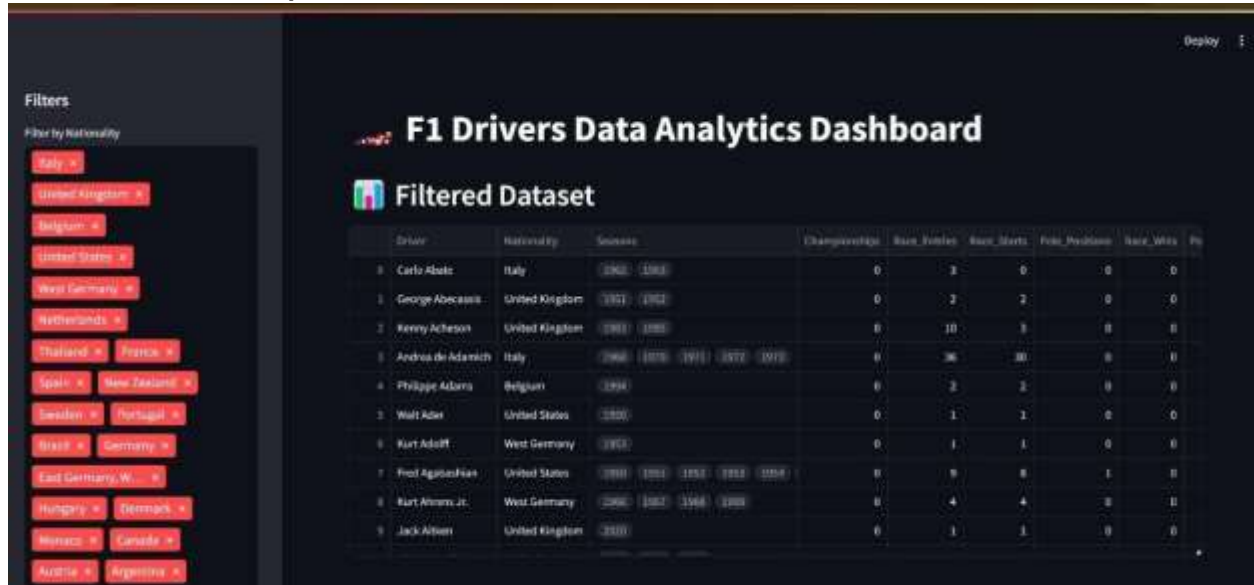 Deploy
Filters
Filter by Nationality
Italy ×
United Kingdom ×
Belgium ×
United States ×
West Germany ×
Netherlands ×
Thailand × France ×
Spain × New Zealand ×
Sweden × Portugal ×
Brazil × Germany ×
East Germany, W... ×
Hungary × Denmark ×
Monaco × Canada ×
Austria × Argentina ×
F1 Drivers Data Analytics Dashboard
Filtered Dataset
Driver Nationality Seasons Championships Race_Entries Race_Starts Pole_Positions Race_Wins
0 Carlo Abate Italy 1962 1963 0 3 0 0 0
1 George Abecassis United Kingdom 1951 1952 0 2 2 0 0
2 Kenny Acheson United Kingdom 1983 1985 0 10 3 0 0
3 Andrea de Adamich Italy 1968 1970 1971 1972 1973 0 36 30 0 0
4 Philippe Adams Belgium 1994 0 2 2 0 0
5 Walt Ader United States 1950 0 1 1 0 0
6 Kurt Adolff West Germany 1953 0 1 1 0 0
7 Fred Agabashian United States 1950 1951 1952 1953 1954 0 9 8 1 0
8 Kurt Ahrens Jr. West Germany 1966 1967 1968 1969 0 4 4 0 0
9 Jack Aitken United Kingdom 2020 0 1 1 0 0